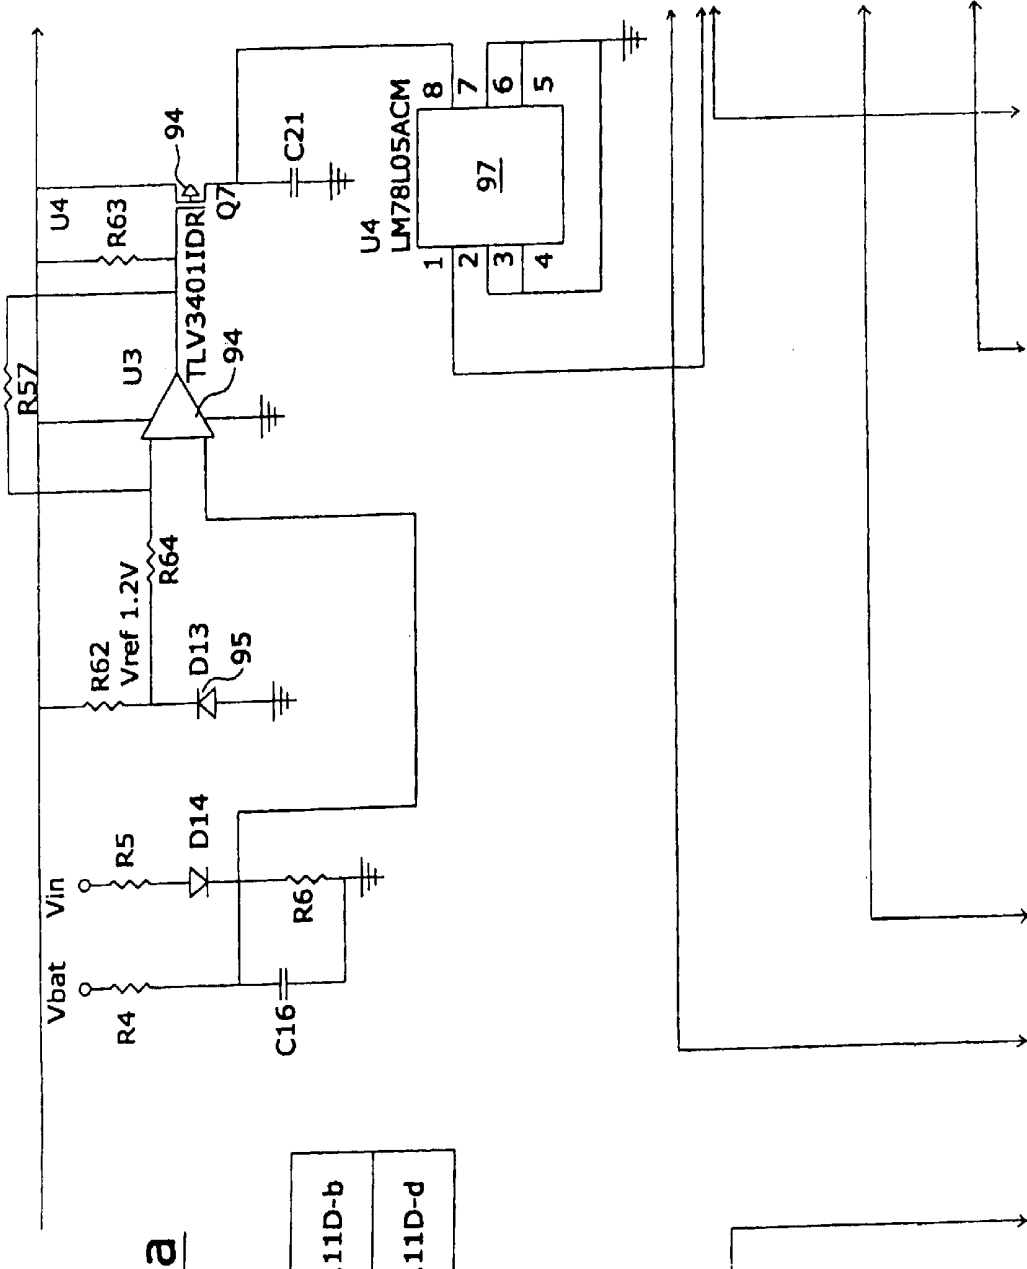 a
.11D-b
.11D-d
Vbat
Vin
R4
R5
D14
C16
R6
R62
Vref 1.2V
D13
95
R64
R57
U3
94
TLV3401IDR
R63
U4
94
Q7
C21
U4
LM78L05ACM
1
2
3
4
97
8
7
6
5